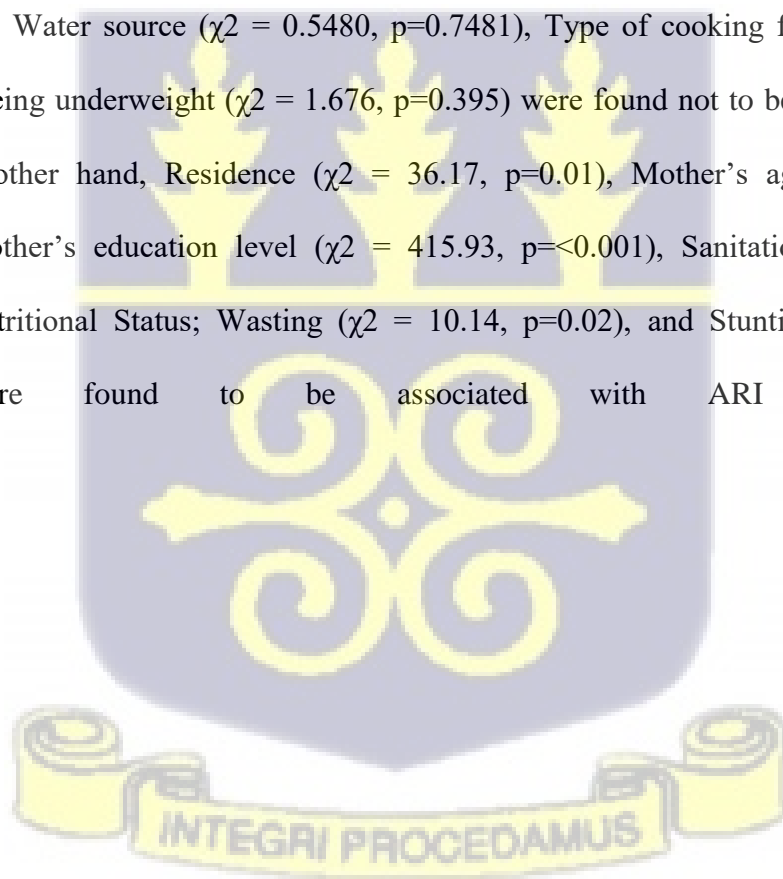 Water source (χ2 = 0.5480, p=0.7481), Type of cooking
eing underweight (χ2 = 1.676, p=0.395) were found not to be
other hand, Residence (χ2 = 36.17, p=0.01), Mother’s
other’s education level (χ2 = 415.93, p=<0.001), Sanitatio
tritional Status; Wasting (χ2 = 10.14, p=0.02), and Stunti
re found to be associated with ARI
INTEGRI PROCEDAMUS